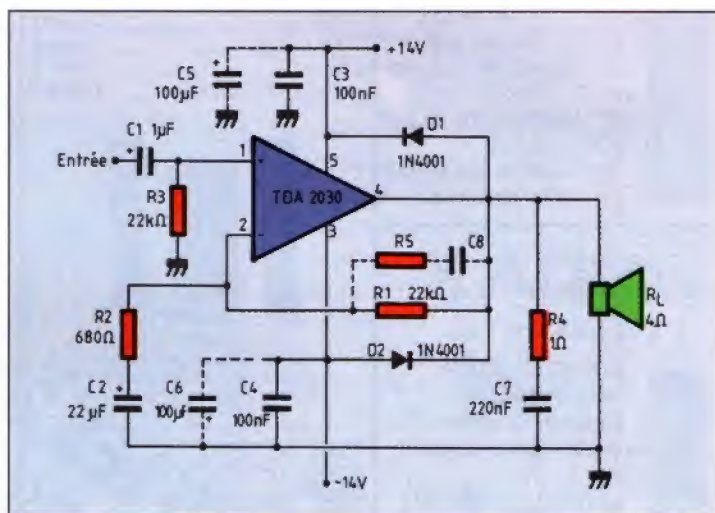 +14V
C5
100µF
+
C3
100nF
D1
1N4001
C1 1µF
+
Entrée
1
+
5
TDA 2030
4
R3
22kΩ
2
-
3
R5
C8
R1 22kΩ
R2
680Ω
D2
1N4001
R4
1Ω
RL
4Ω
C2
22µF
+
C6
100µF
+
C4
100nF
C7
220nF
-14V